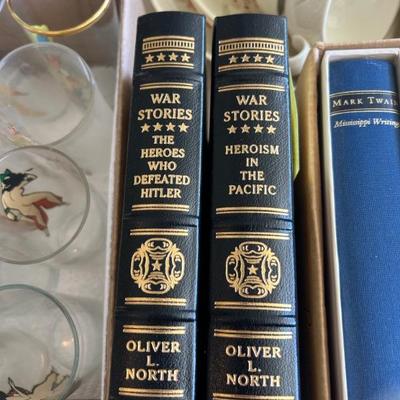 WAR
STORIES
THE
HEROES
WHO
DEFEATED
HITLER
OLIVER
L.
NORTH
WAR
STORIES
HEROISM
IN THE
PACIFIC
OLIVER
L.
NORTH
MARK TWAIN
Mississippi Writings